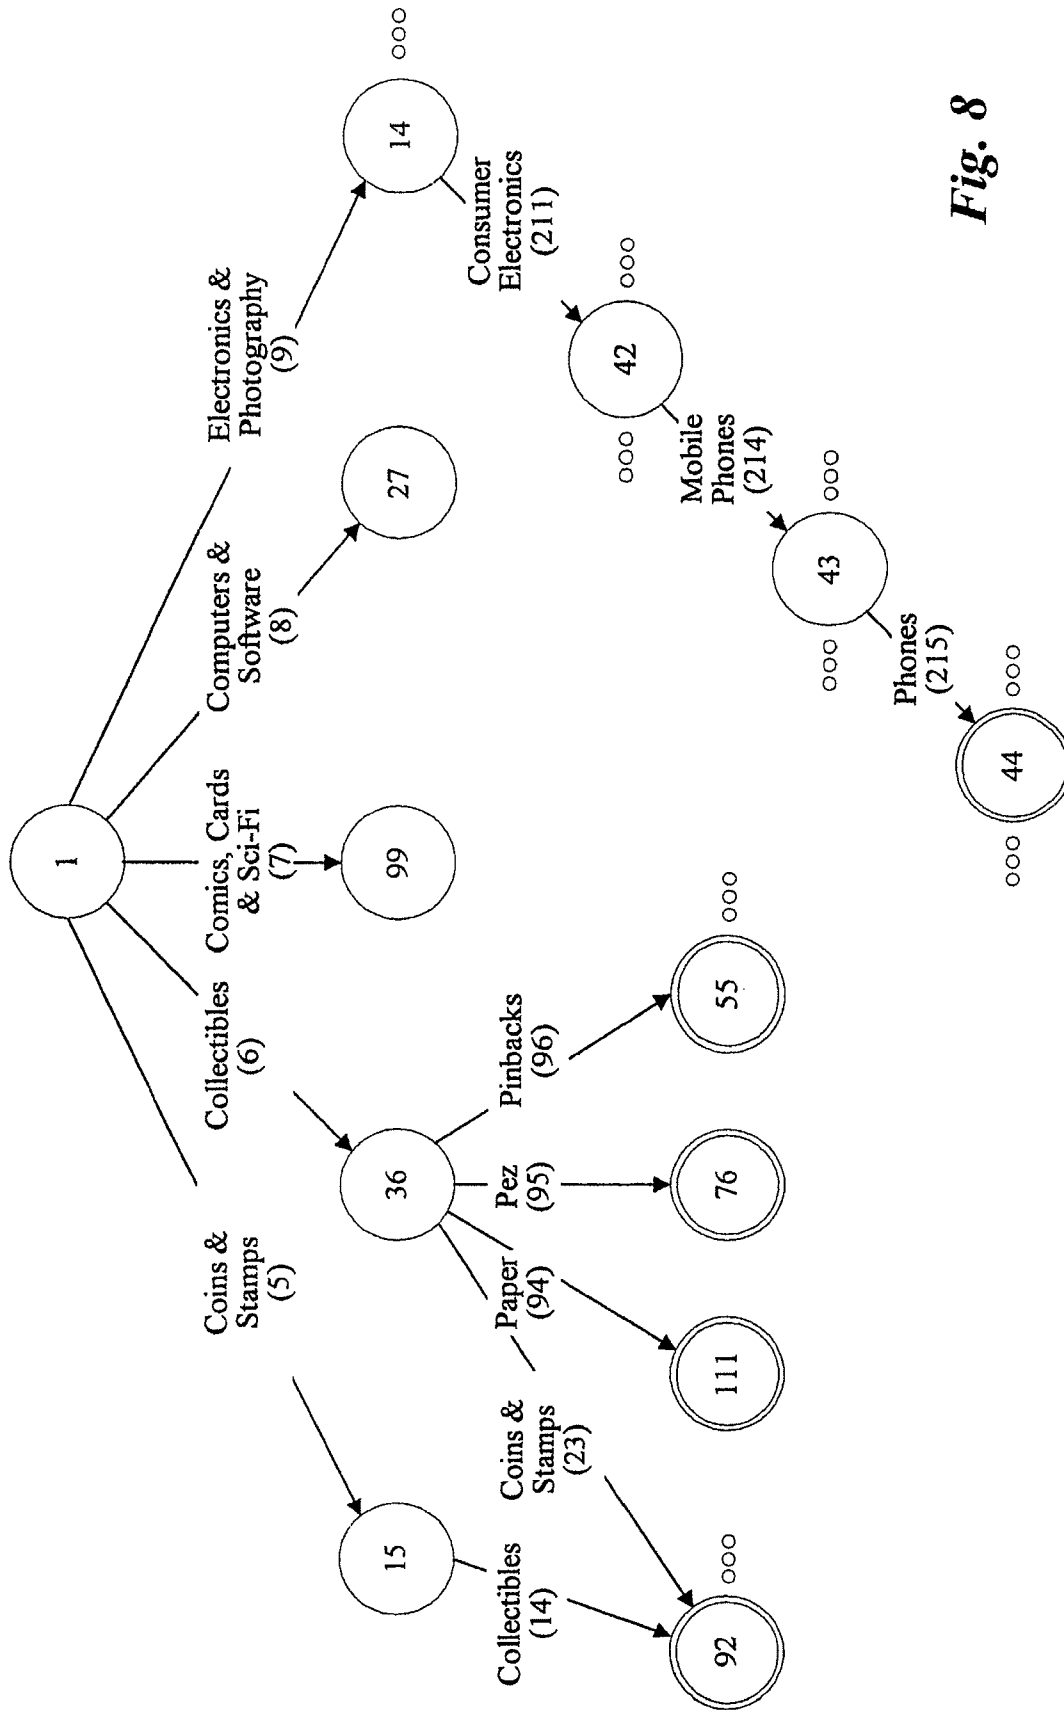 1
Coins &
Stamps
(5)
Collectibles
(6)
Comics, Cards
& Sci-Fi
(7)
Computers &
Software
(8)
Electronics &
Photography
(9)
15
36
99
27
14
Collectibles
(14)
Coins &
Stamps
(23)
Paper
(94)
Pez
(95)
Pinbacks
(96)
Consumer
Electronics
(211)
92
111
76
55
42
Mobile
Phones
(214)
43
Phones
(215)
44
Fig. 8